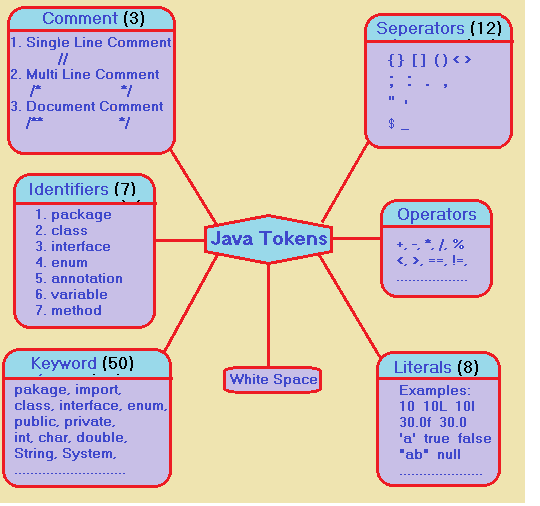 Comment (3)
1. Single Line Comment
//
2. Multi Line Comment
/* */
3. Document Comment
/** */
Seperators (12)
{ } [ ] ( ) < >
; : . ,
" ,
$ _
Identifiers (7)
1. package
2. class
3. interface
4. enum
5. annotation
6. variable
7. method
Java Tokens
Operators
+, -, *, /, %
<, >, ==, !=,
..................
Keyword (50)
pakage, import,
class, interface, enum,
public, private,
int, char, double,
String, System,
............................
White Space
Literals (8)
Examples:
10 10L 10l
30.0f 30.0
'a' true false
"ab" null
.....................